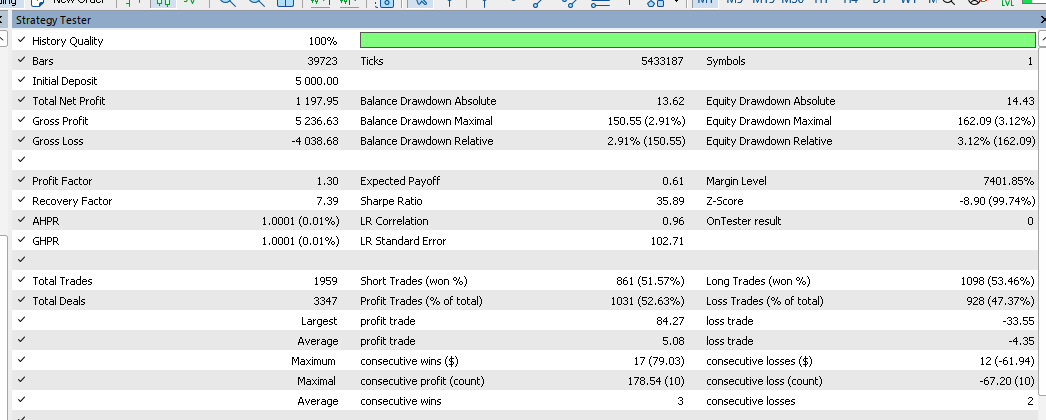 New Order
M1 M5 M15 M30 H1 H4 D1 W1
Strategy Tester
History Quality 100%
Bars 39723 Ticks 5433187 Symbols 1
Initial Deposit 5 000.00
Total Net Profit 1 197.95 Balance Drawdown Absolute 13.62 Equity Drawdown Absolute 14.43
Gross Profit 5 236.63 Balance Drawdown Maximal 150.55 (2.91%) Equity Drawdown Maximal 162.09 (3.12%)
Gross Loss -4 038.68 Balance Drawdown Relative 2.91% (150.55) Equity Drawdown Relative 3.12% (162.09)
Profit Factor 1.30 Expected Payoff 0.61 Margin Level 7401.85%
Recovery Factor 7.39 Sharpe Ratio 35.89 Z-Score -8.90 (99.74%)
AHPR 1.0001 (0.01%) LR Correlation 0.96 OnTester result 0
GHPR 1.0001 (0.01%) LR Standard Error 102.71
Total Trades 1959 Short Trades (won %) 861 (51.57%) Long Trades (won %) 1098 (53.46%)
Total Deals 3347 Profit Trades (% of total) 1031 (52.63%) Loss Trades (% of total) 928 (47.37%)
Largest profit trade 84.27 loss trade -33.55
Average profit trade 5.08 loss trade -4.35
Maximum consecutive wins ($) 17 (79.03) consecutive losses ($) 12 (-61.94)
Maximal consecutive profit (count) 178.54 (10) consecutive loss (count) -67.20 (10)
Average consecutive wins 3 consecutive losses 2